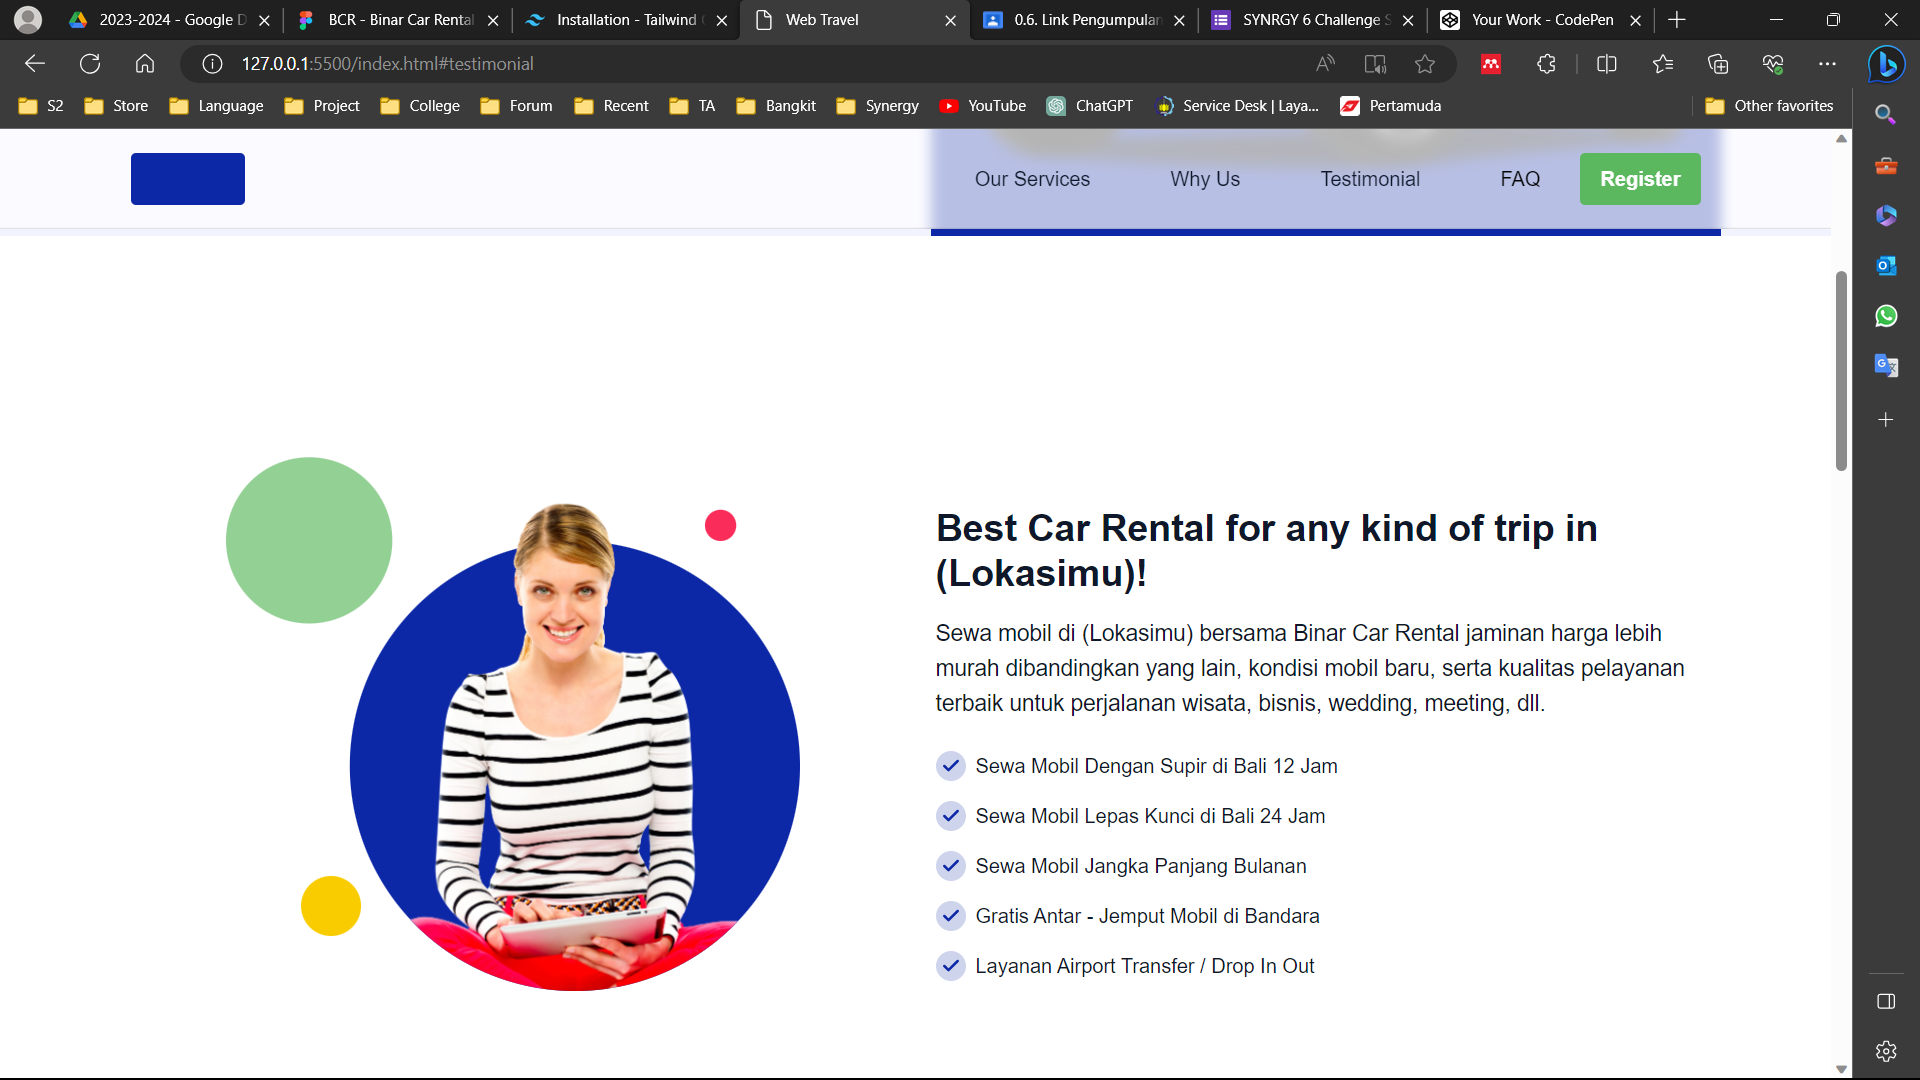 2023-2024 - Google D
BCR - Binar Car Rental
Installation - Tailwind
Web Travel
0.6. Link Pengumpulan
SYNRGY 6 Challenge S
Your Work - CodePen
127.0.0.1:5500/index.html#testimonial
S2
Store
Language
Project
College
Forum
Recent
TA
Bangkit
Synergy
YouTube
ChatGPT
Service Desk | Laya...
Pertamuda
Other favorites
Our Services
Why Us
Testimonial
FAQ
Register
Best Car Rental for any kind of trip in
(Lokasimu)!
Sewa mobil di (Lokasimu) bersama Binar Car Rental jaminan harga lebih
murah dibandingkan yang lain, kondisi mobil baru, serta kualitas pelayanan
terbaik untuk perjalanan wisata, bisnis, wedding, meeting, dll.
Sewa Mobil Dengan Supir di Bali 12 Jam
Sewa Mobil Lepas Kunci di Bali 24 Jam
Sewa Mobil Jangka Panjang Bulanan
Gratis Antar - Jemput Mobil di Bandara
Layanan Airport Transfer / Drop In Out